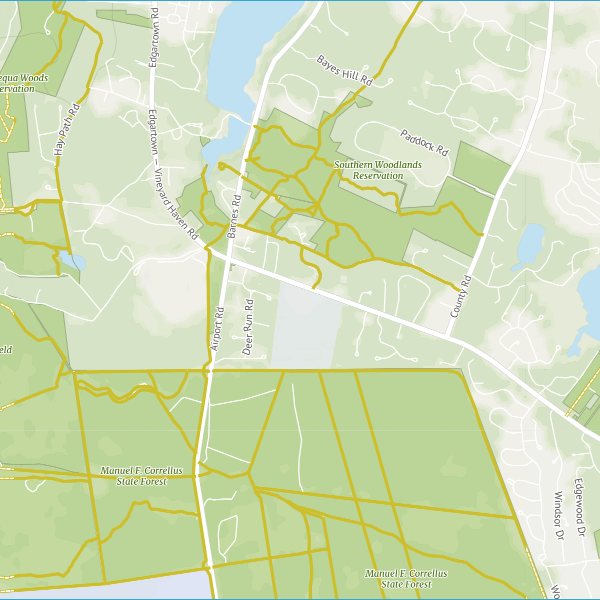 Edgartown Rd
Bayes Hill Rd
equa Woods
ervation
Hay Path Rd
Edgartown — Vineyard Haven Rd
Paddock Rd
Southern Woodlands
Reservation
Barnes Rd
County Rd
Airport Rd
Deer Run Rd
eld
Manuel F. Correllus
State Forest
Windsor Dr
Edgewood Dr
Manuel F. Correllus
State Forest
Wo